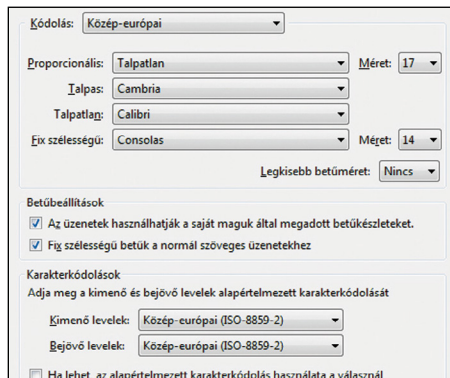 Kódolás: Közép-európai
Proporcionális: Talpatlan Méret: 17
Talpas: Cambria
Talpatlan: Calibri
Fix szélességű: Consolas Méret: 14
Legkisebb betűméret: Nincs
Betűbeállítások
Az üzenetek használhatják a saját maguk által megadott betűkészleteket.
Fix szélességű betűk a normál szöveges üzenetekhez
Karakterkódolások
Adja meg a kimenő és bejövő levelek alapértelmezett karakterkódolását
Kimenő levelek: Közép-európai (ISO-8859-2)
Bejövő levelek: Közép-európai (ISO-8859-2)
Ha lehet, az alapértelmezett karakterkódolás használata a válasznál